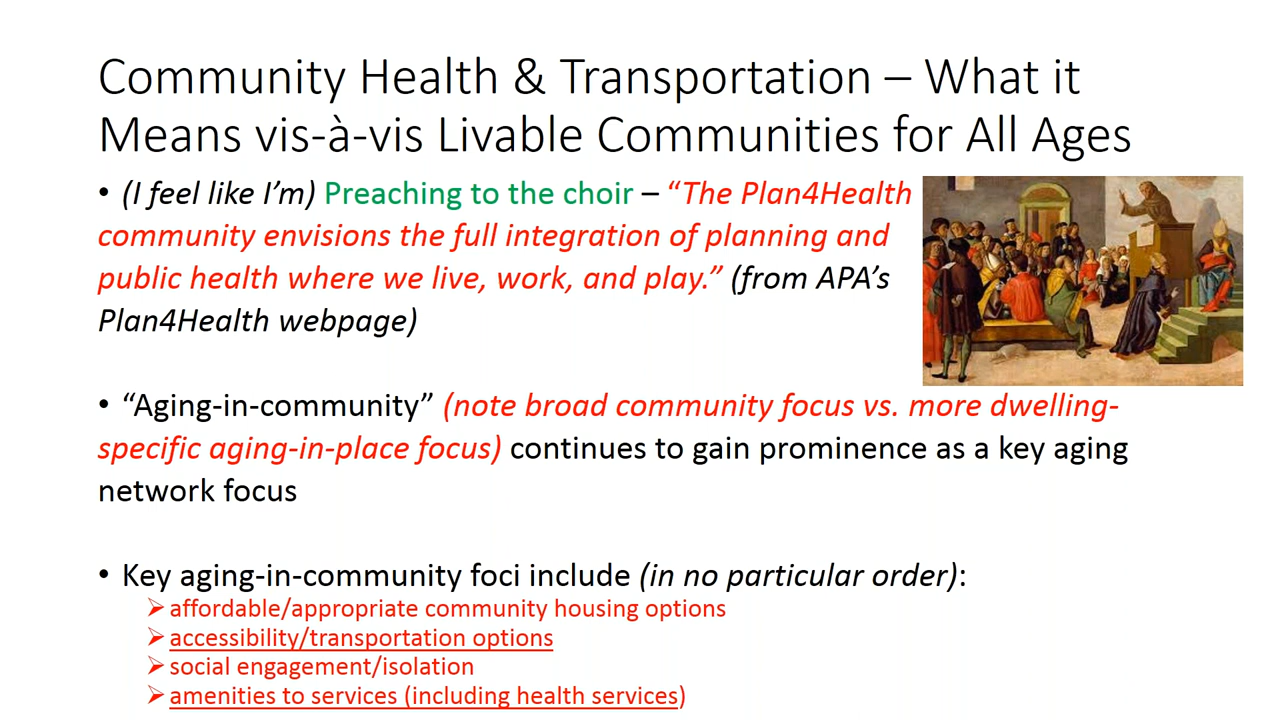 Community Health & Transportation – What it
Means vis-à-vis Livable Communities for All Ages
• (I feel like I’m) Preaching to the choir – “The Plan4Health
community envisions the full integration of planning and
public health where we live, work, and play.” (from APA’s
Plan4Health webpage)
• “Aging-in-community” (note broad community focus vs. more dwelling-
specific aging-in-place focus) continues to gain prominence as a key aging
network focus
• Key aging-in-community foci include (in no particular order):
➢ affordable/appropriate community housing options
➢ accessibility/transportation options
➢ social engagement/isolation
➢ amenities to services (including health services)